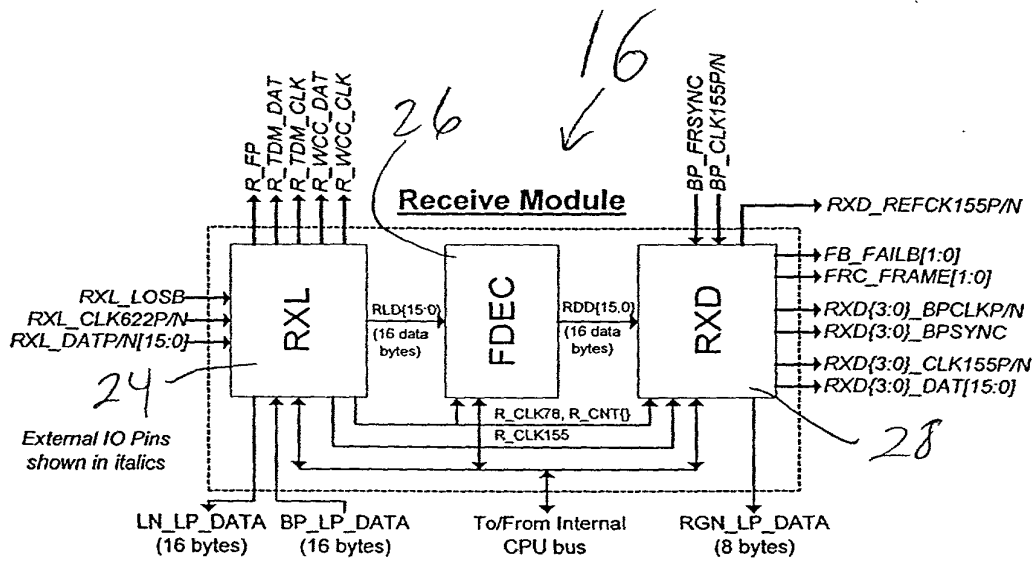 16
26
R_FP
R_TDM_DAT
R_TDM_CLK
R_WCC_DAT
R_WCC_CLK
BP_FRSYNC
BP_CLK155P/N
Receive Module
RXD_REFCK155P/N
RXL_LOSB
RXL_CLK622P/N
RXL_DATP/N[15:0]
RXL
RLD{15:0}
(16 data
bytes)
FDEC
RDD{15,0}
(16 data
bytes)
RXD
FB_FAILB[1:0]
FRC_FRAME[1:0]
RXD{3:0}_BPCLKP/N
RXD{3:0}_BPSYNC
RXD{3:0}_CLK155P/N
RXD{3:0}_DAT[15:0]
24
28
External IO Pins
shown in italics
R_CLK78, R_CNT{}
R_CLK155
LN_LP_DATA
(16 bytes)
BP_LP_DATA
(16 bytes)
To/From Internal
CPU bus
RGN_LP_DATA
(8 bytes)